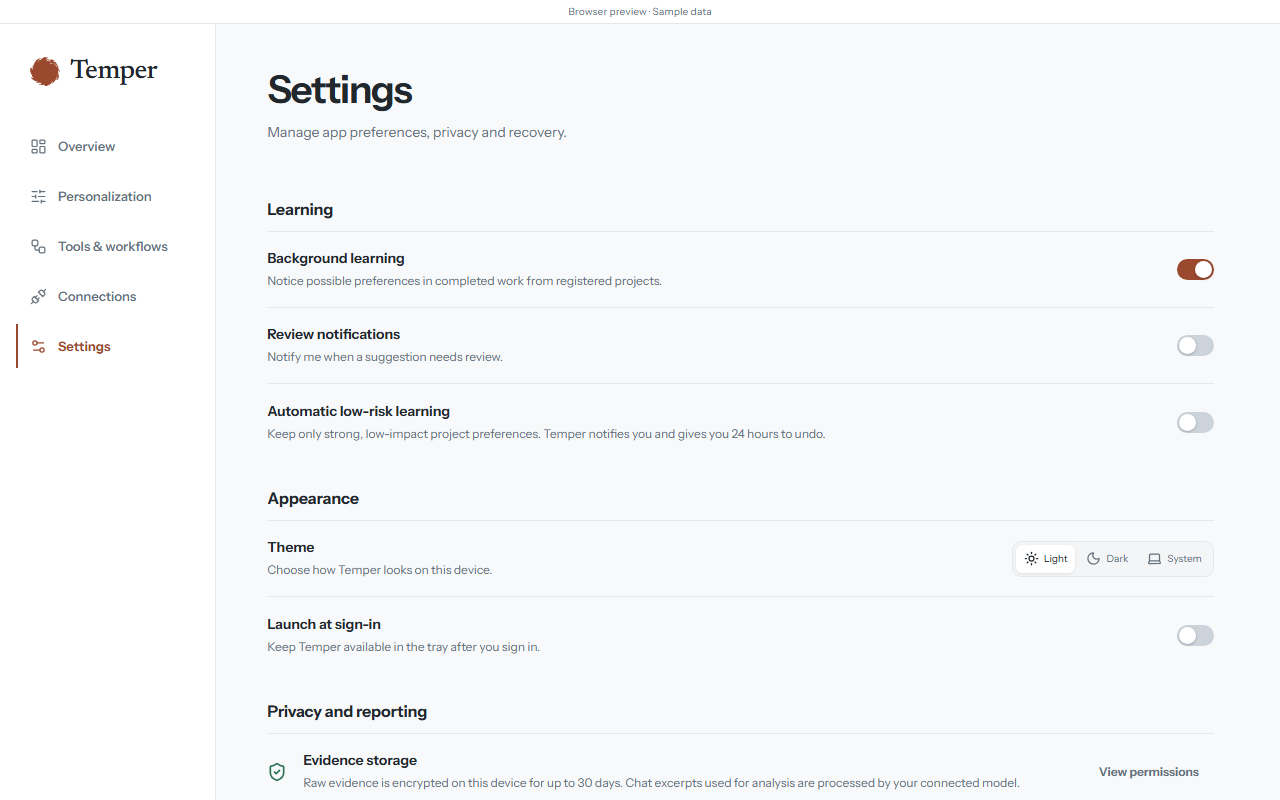 Browser preview · Sample data
Temper
Overview
Personalization
Tools & workflows
Connections
Settings
Settings
Manage app preferences, privacy and recovery.
Learning
Background learning
Notice possible preferences in completed work from registered projects.
Review notifications
Notify me when a suggestion needs review.
Automatic low-risk learning
Keep only strong, low-impact project preferences. Temper notifies you and gives you 24 hours to undo.
Appearance
Theme
Choose how Temper looks on this device.
Light Dark System
Launch at sign-in
Keep Temper available in the tray after you sign in.
Privacy and reporting
Evidence storage
Raw evidence is encrypted on this device for up to 30 days. Chat excerpts used for analysis are processed by your connected model.
View permissions